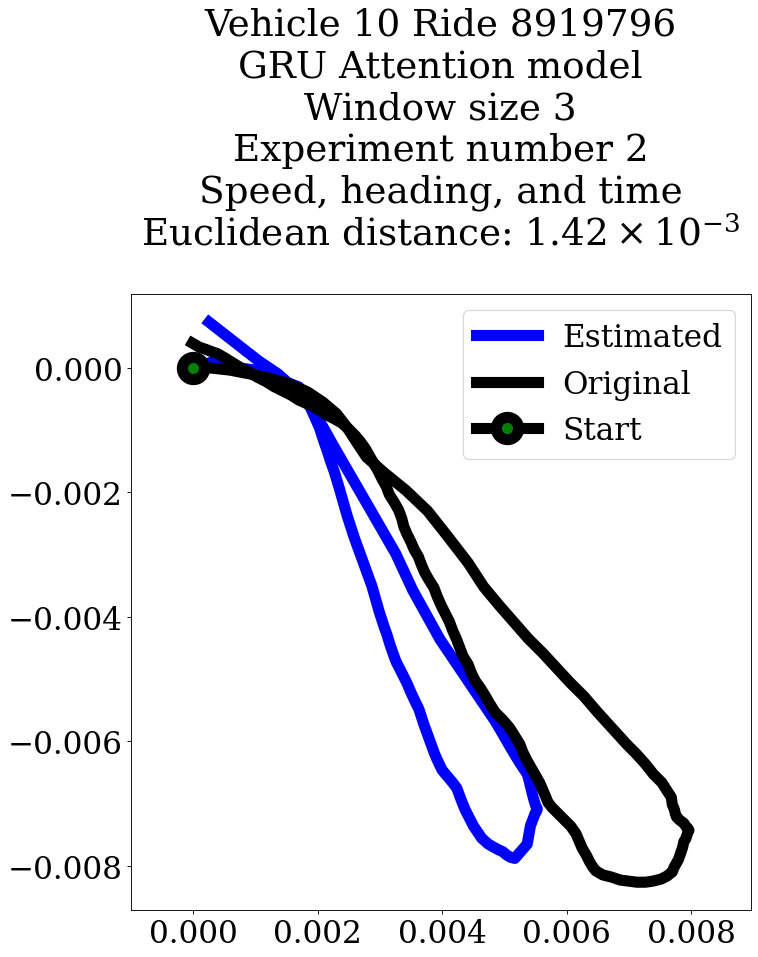 Vehicle 10 Ride 8919796
GRU Attention model
Window size 3
Experiment number 2
Speed, heading, and time
Euclidean distance: 1.42 × 10⁻³
Estimated
Original
Start
0.000
−0.002
−0.004
−0.006
−0.008
0.000 0.002 0.004 0.006 0.008